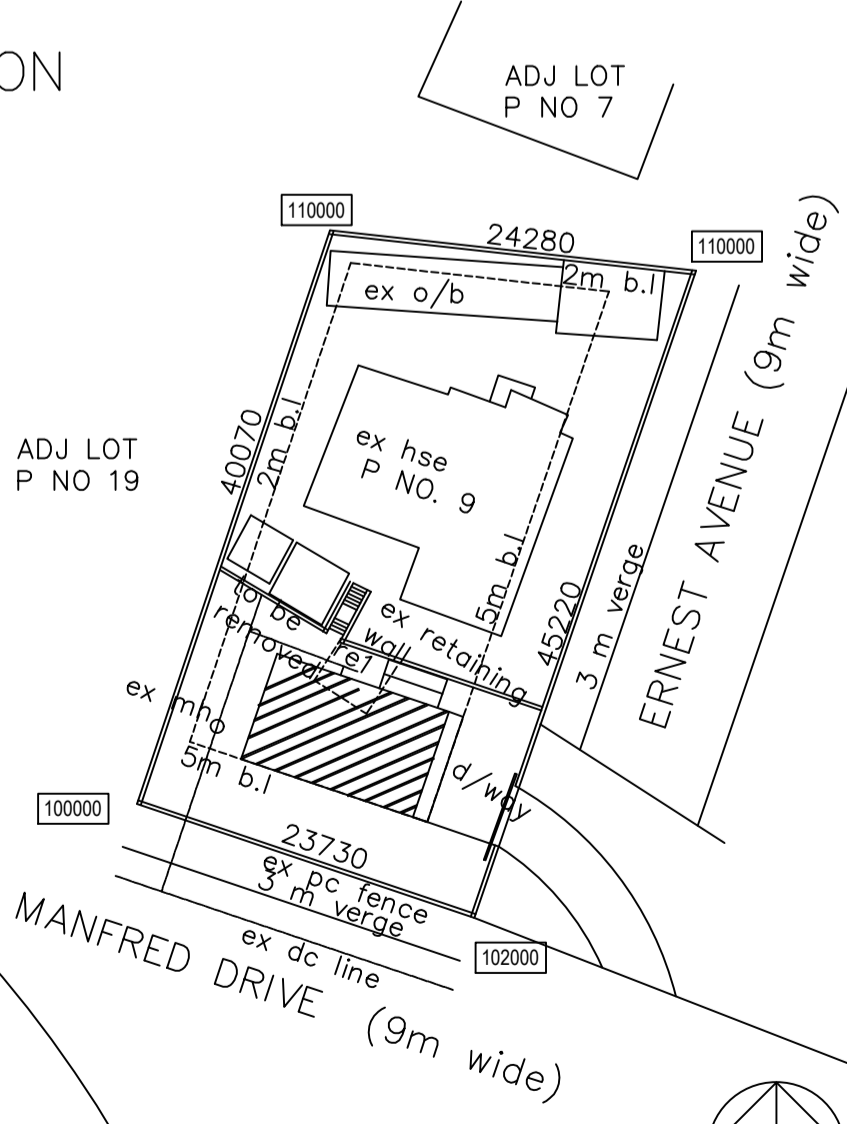 ON
ADJ LOT
P NO 7
110000
24280
110000
2m b.l
ex o/b
ERNEST AVENUE (9m wide)
ADJ LOT
P NO 19
40070
2m b.l
ex hse
P NO. 9
5m b.l
45220
3 m verge
to be
removed
ex retaining
wall
re1
ex mh
5m b.l
d/way
100000
23730
ex pc fence
3 m verge
ex dc line
102000
MANFRED DRIVE (9m wide)